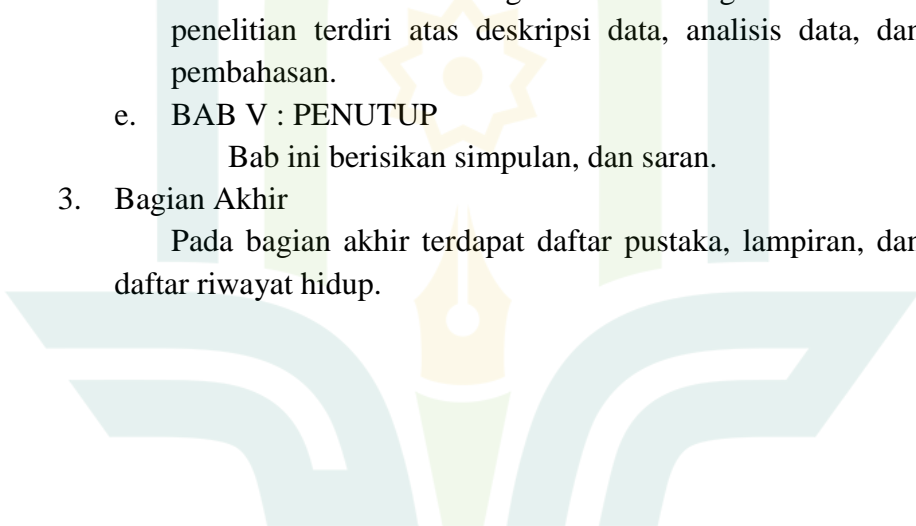 penelitian terdiri atas deskripsi data, analisis data, dan
pembahasan.
e. BAB V : PENUTUP
Bab ini berisikan simpulan, dan saran.
3. Bagian Akhir
Pada bagian akhir terdapat daftar pustaka, lampiran, dan
daftar riwayat hidup.